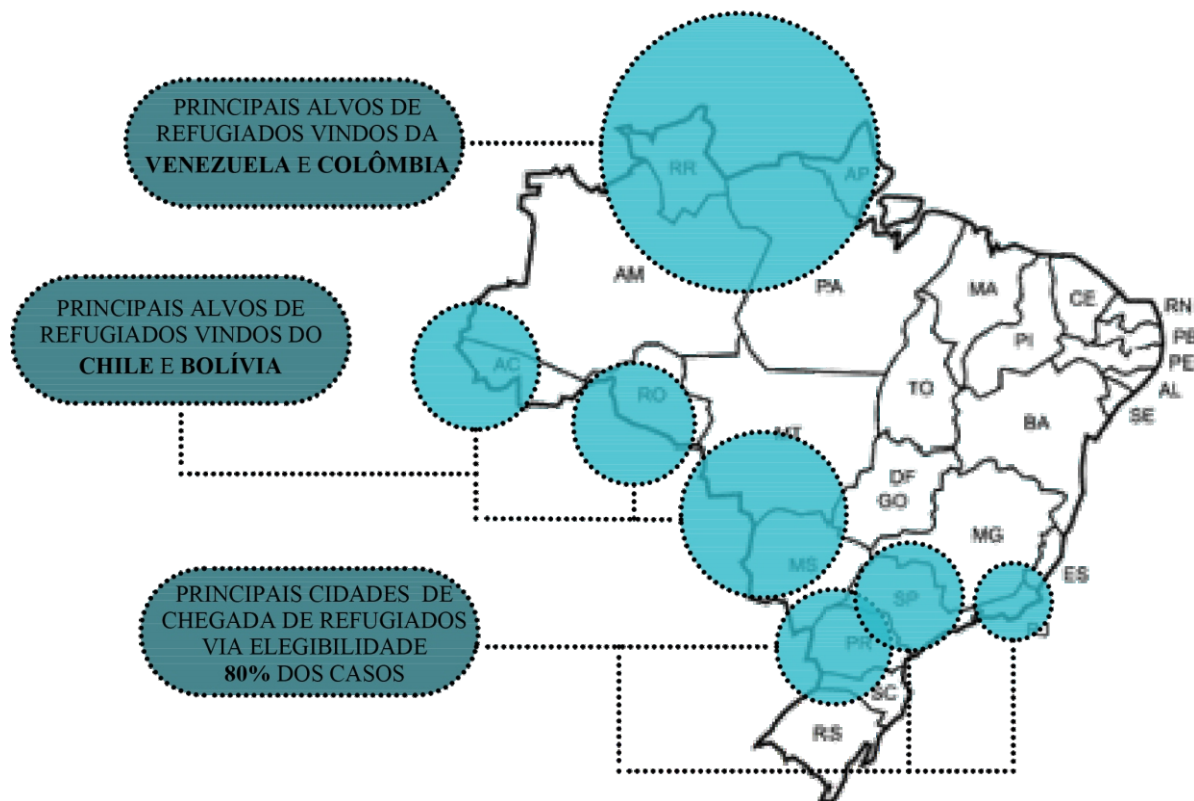 PRINCIPAIS ALVOS DE
REFUGIADOS VINDOS DA
VENEZUELA E COLÔMBIA
PRINCIPAIS ALVOS DE
REFUGIADOS VINDOS DO
CHILE E BOLÍVIA
PRINCIPAIS CIDADES DE
CHEGADA DE REFUGIADOS
VIA ELEGIBILIDADE
80% DOS CASOS
RR
AP
AM
PA
MA
CE
RN
PI
PE
AL
SE
AC
RO
TO
BA
MT
DF
GO
MG
ES
MS
SP
PR
SC
RS